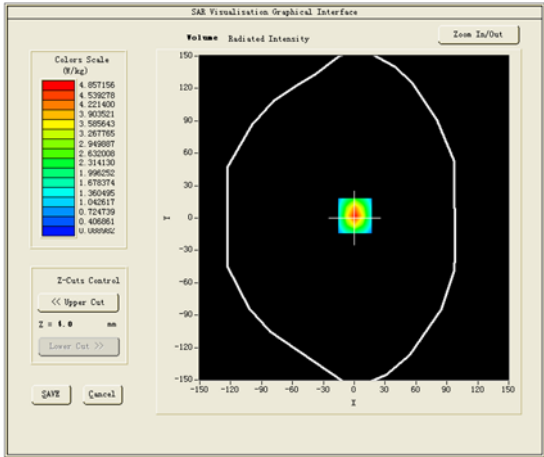 SAR Visualisation Graphical Interface
Volume Radiated Intensity
Zoom In/Out
Colors Scale
(W/kg)
4.857156
4.539278
4.221400
3.903521
3.585643
3.267765
2.949887
2.632008
2.314130
1.996252
1.678374
1.360495
1.042617
0.724739
0.406861
Z-Cuts Control
<< Upper Cut
Z = 4.0 mm
Lower Cut >>
SAVE Cancel
150
120
90
60
30
0
-30
-60
-90
-120
-150
Y
-150 -120 -90 -60 -30 0 30 60 90 120 150
X